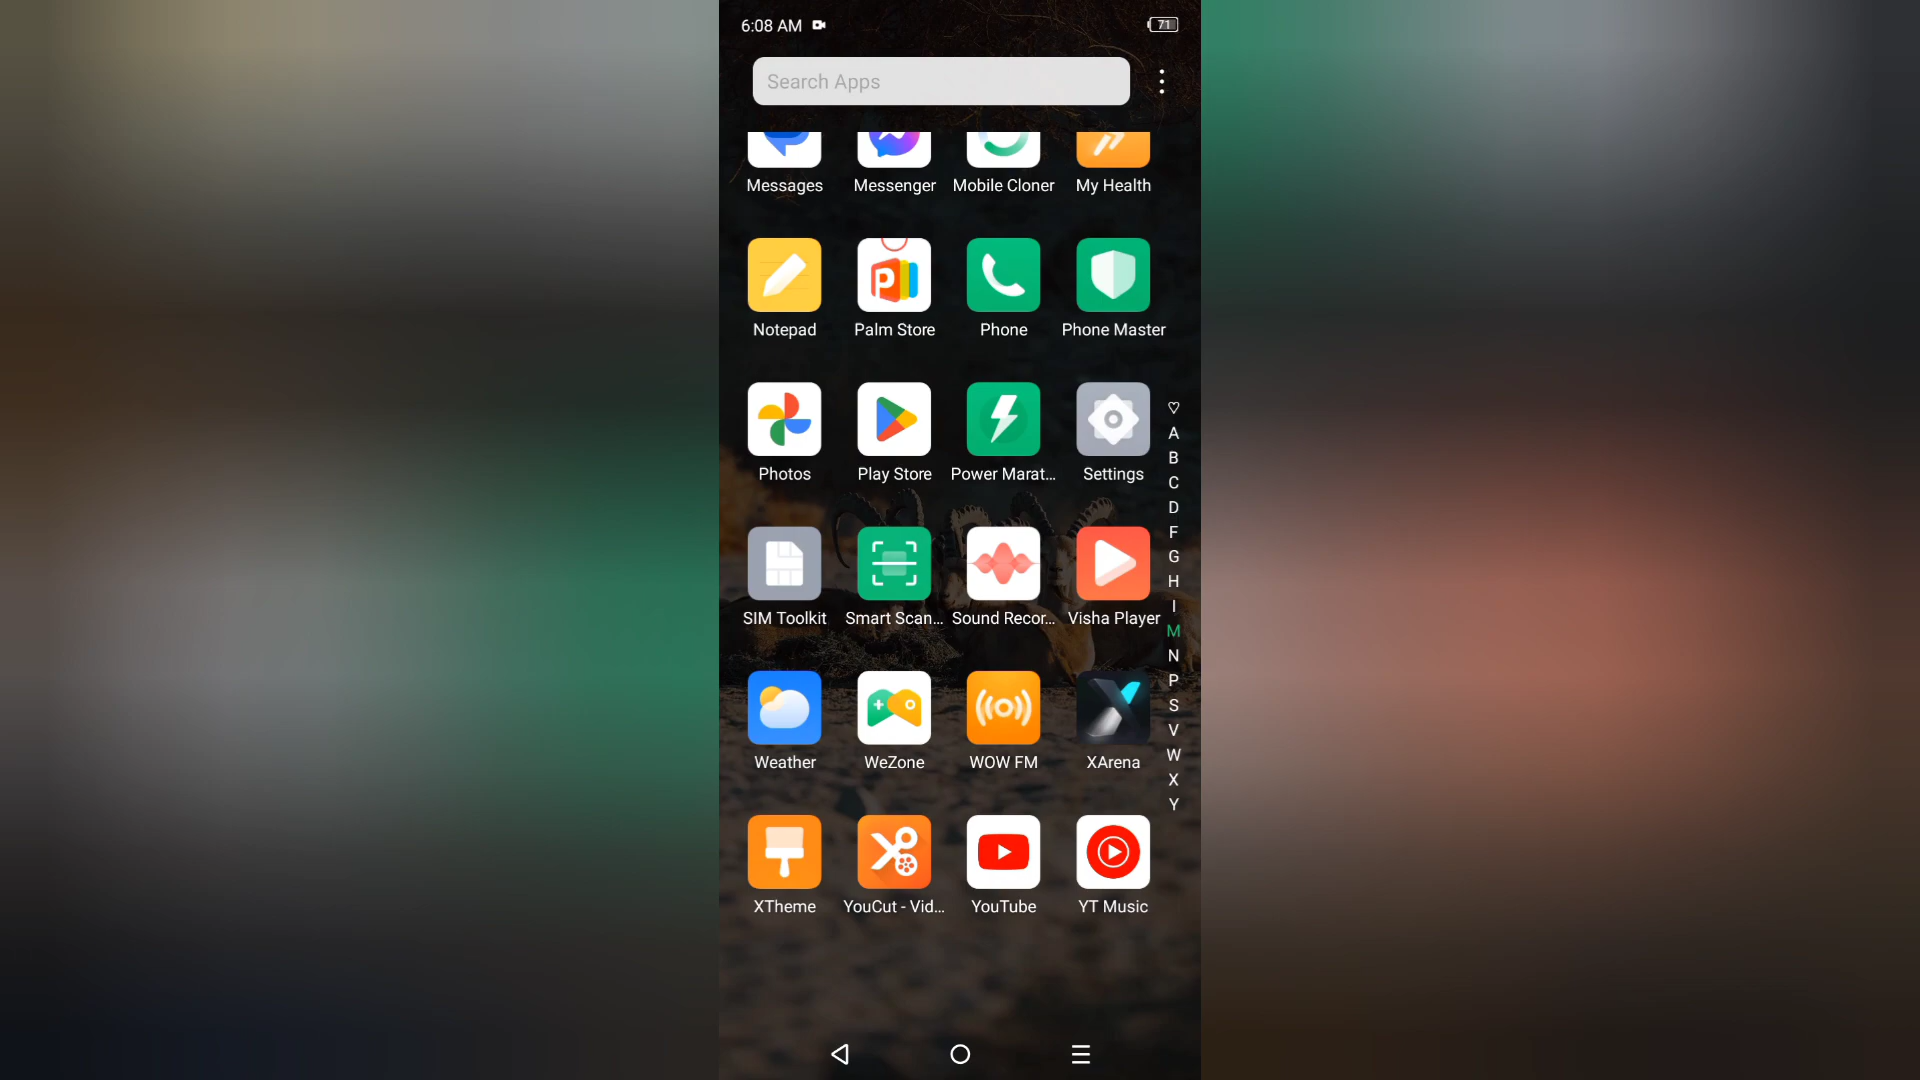 6:08 AM
71
Search Apps
Messages Messenger Mobile Cloner My Health
Notepad Palm Store Phone Phone Master
Photos Play Store Power Marat... Settings
SIM Toolkit Smart Scan... Sound Recor... Visha Player
Weather WeZone WOW FM XArena
XTheme YouCut - Vid... YouTube YT Music
A
B
C
D
F
G
H
I
M
N
P
S
V
W
X
Y